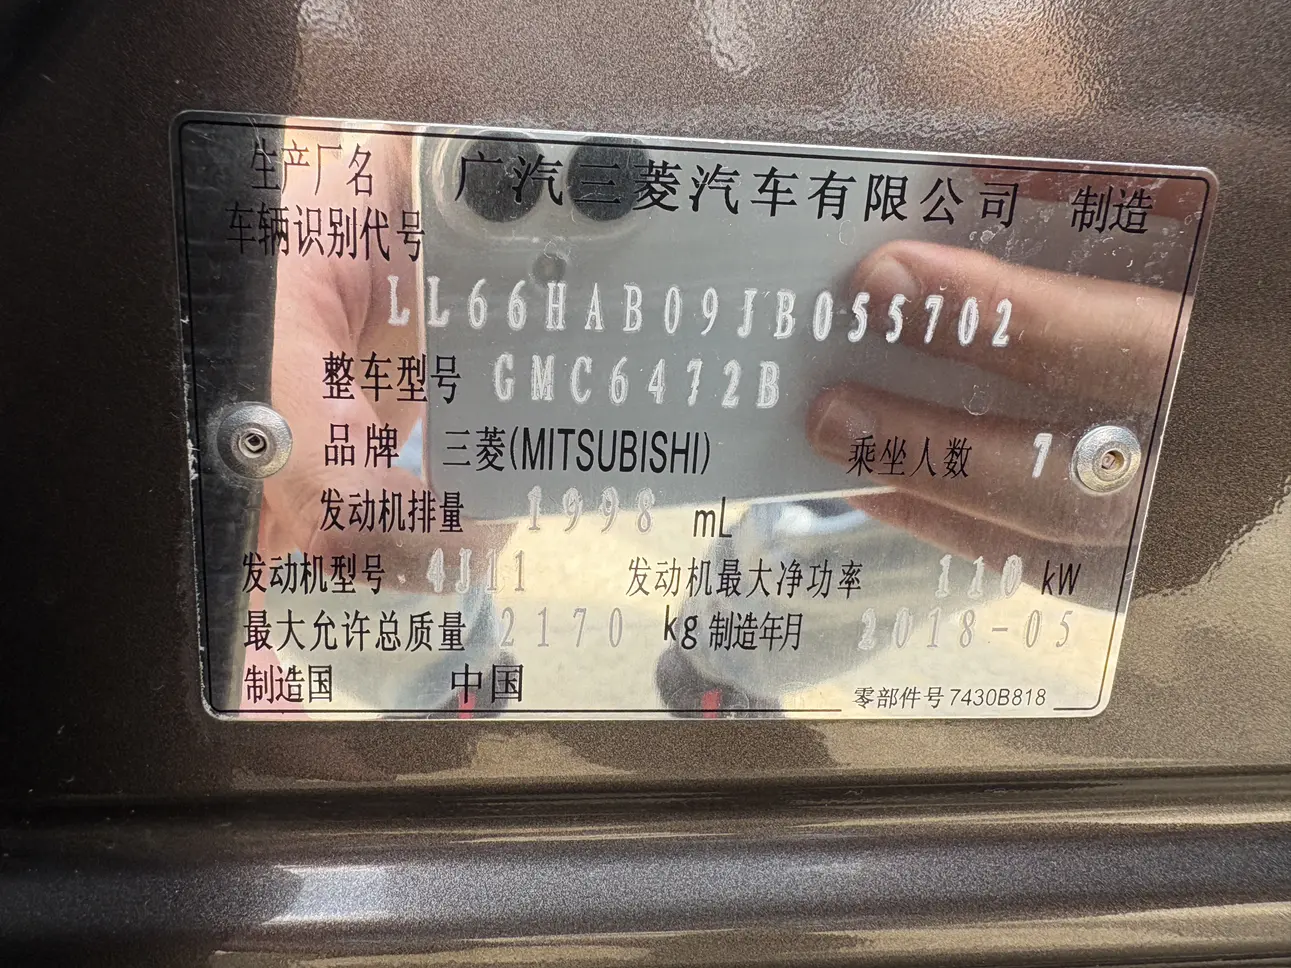 生产厂名 广汽三菱汽车有限公司 制造
车辆识别代号
LL66HAB09JB055702
整车型号 GMC6472B
品牌 三菱(MITSUBISHI) 乘坐人数 7
发动机排量 1998 mL
发动机型号 4J11 发动机最大净功率 110 kW
最大允许总质量 2170 kg 制造年月 2018-05
制造国 中国
零部件号 7430B818